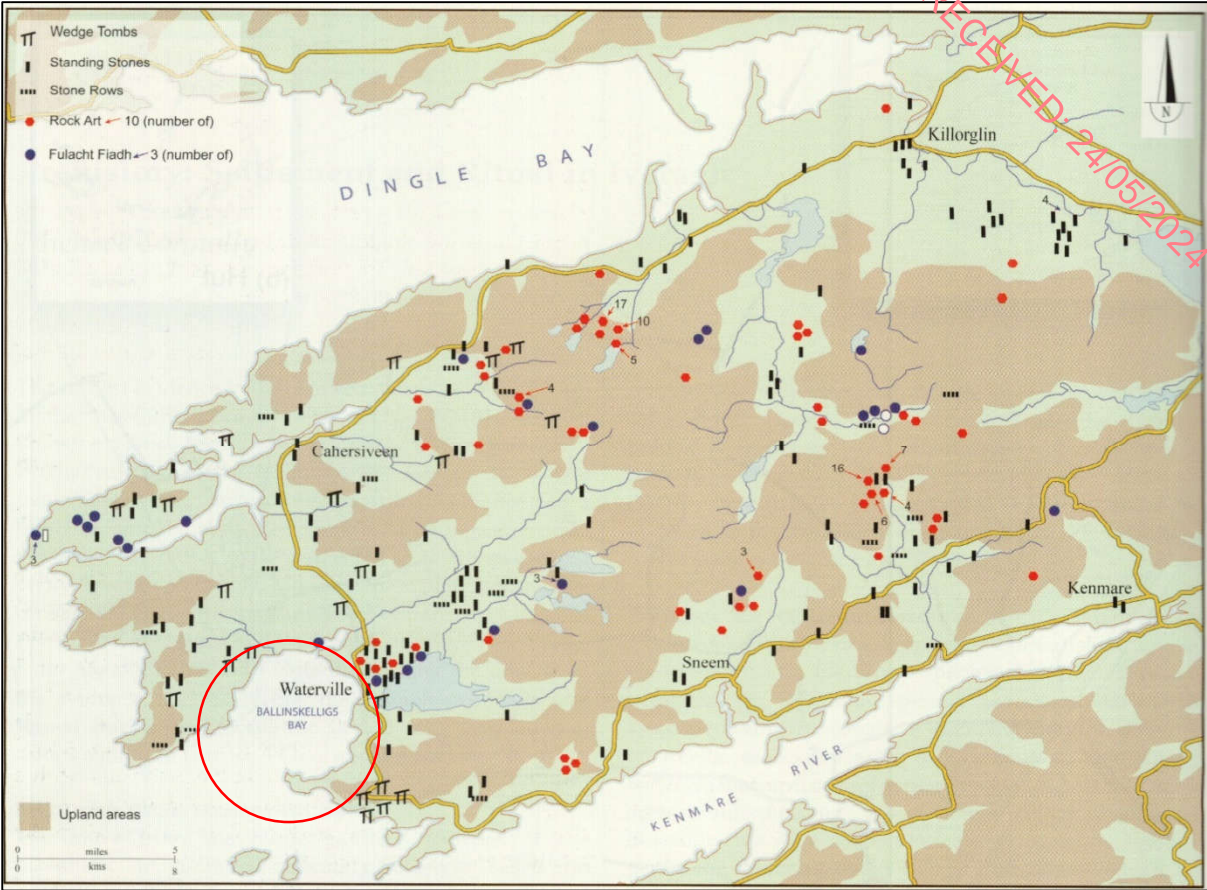 Wedge Tombs
Standing Stones
Stone Rows
Rock Art 10 (number of)
Fulacht Fiadh 3 (number of)
RECEIVED: 24/05/2024
N
DINGLE BAY
Killorglin
4
17
10
5
4
Cahersiveen
7
16
4
6
3
3
3
Kenmare
Sneem
Waterville
BALLINSKELLIGS
BAY
KENMARE RIVER
Upland areas
0 miles 5
0 kms 8